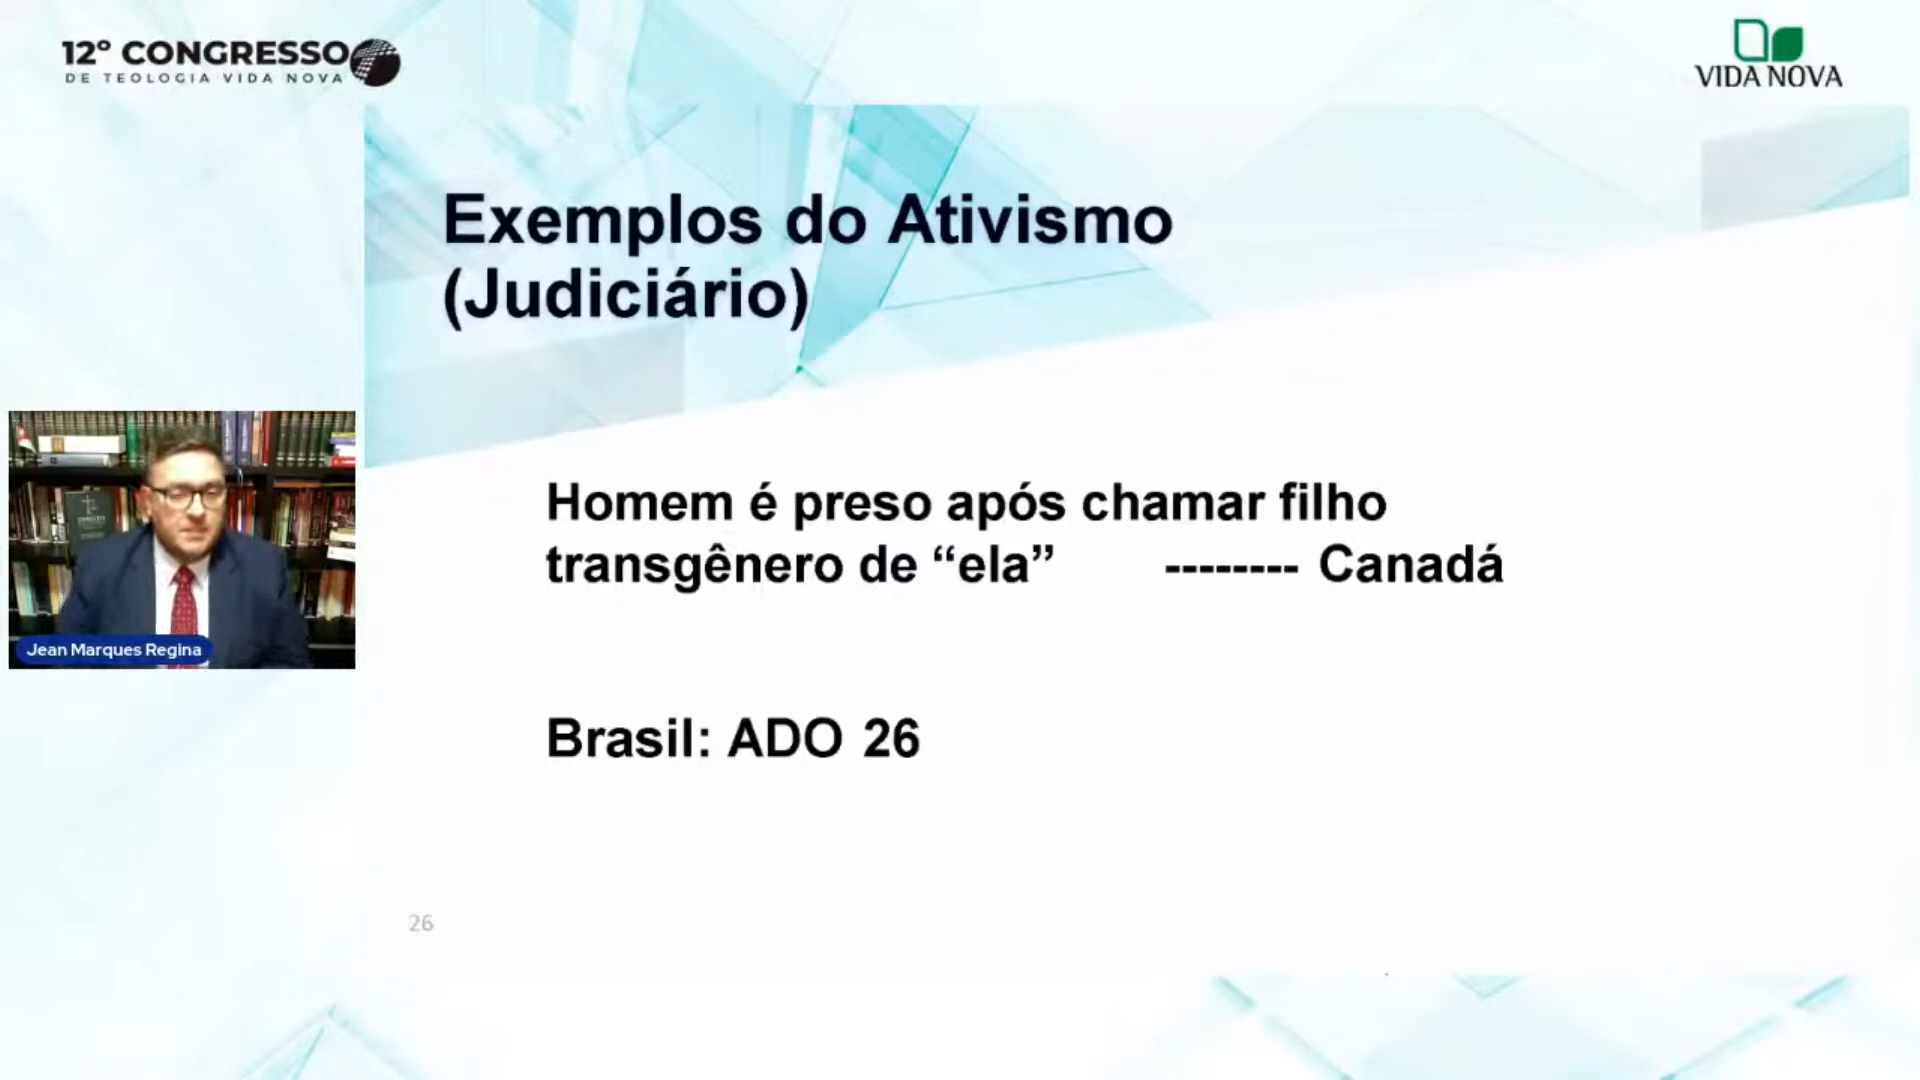 12º CONGRESSO
DE TEOLOGIA VIDA NOVA
VIDA NOVA
Exemplos do Ativismo
(Judiciário)
Homem é preso após chamar filho
transgênero de “ela” -------- Canadá
Brasil: ADO 26
Jean Marques Regina
26